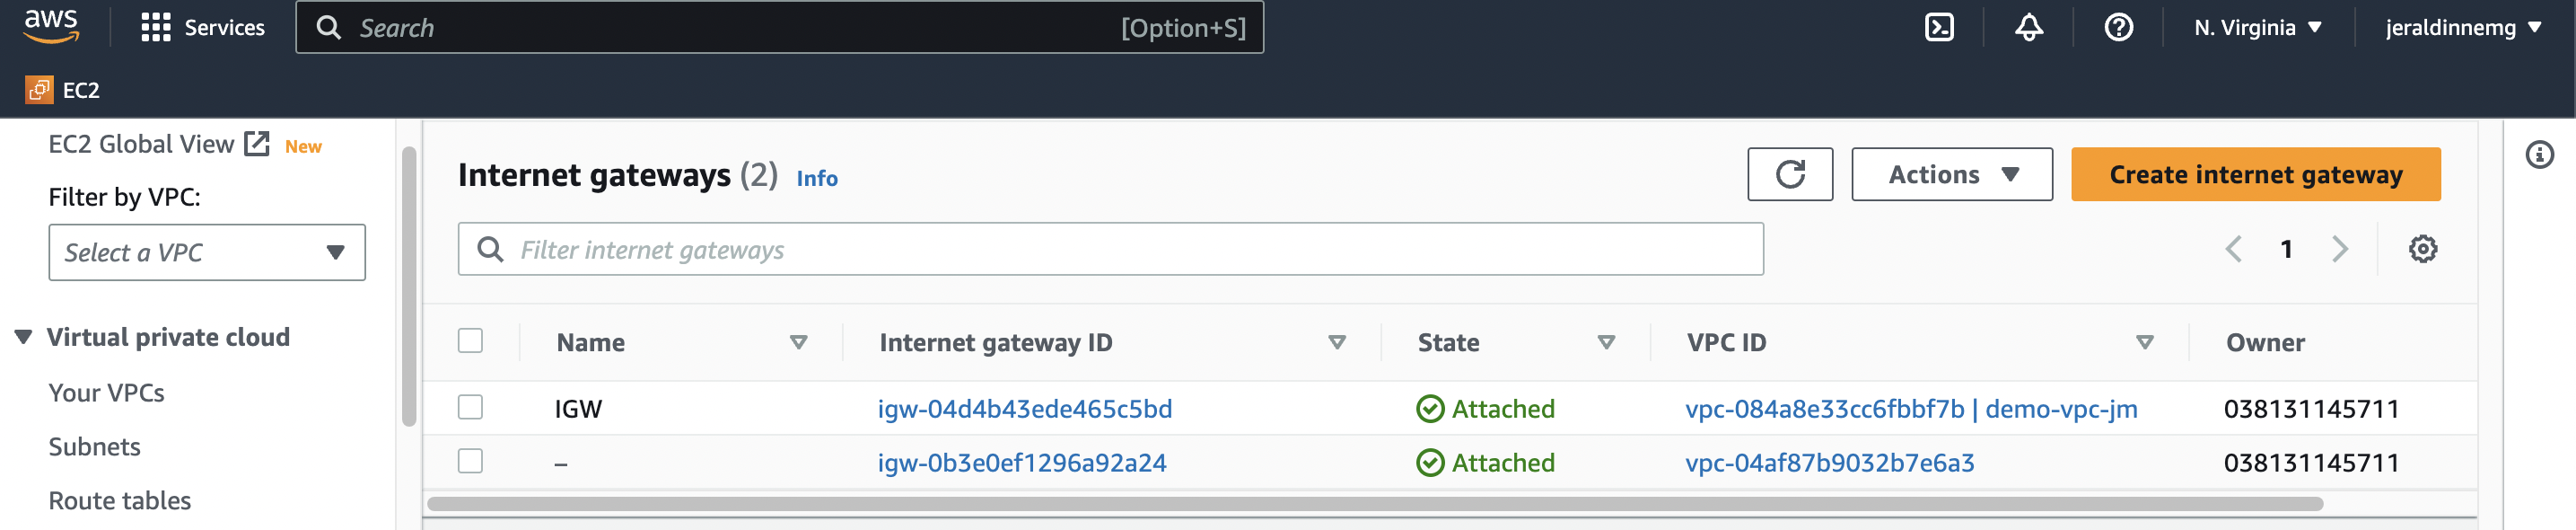 aws
Services
Search
[Option+S]
N. Virginia
jeraldinnemg
EC2
EC2 Global View New
Filter by VPC:
Select a VPC
Virtual private cloud
Your VPCs
Subnets
Route tables
Internet gateways (2) Info
Actions
Create internet gateway
Filter internet gateways
1
Name Internet gateway ID State VPC ID Owner
IGW igw-04d4b43ede465c5bd Attached vpc-084a8e33cc6fbbf7b | demo-vpc-jm 038131145711
– igw-0b3e0ef1296a92a24 Attached vpc-04af87b9032b7e6a3 038131145711